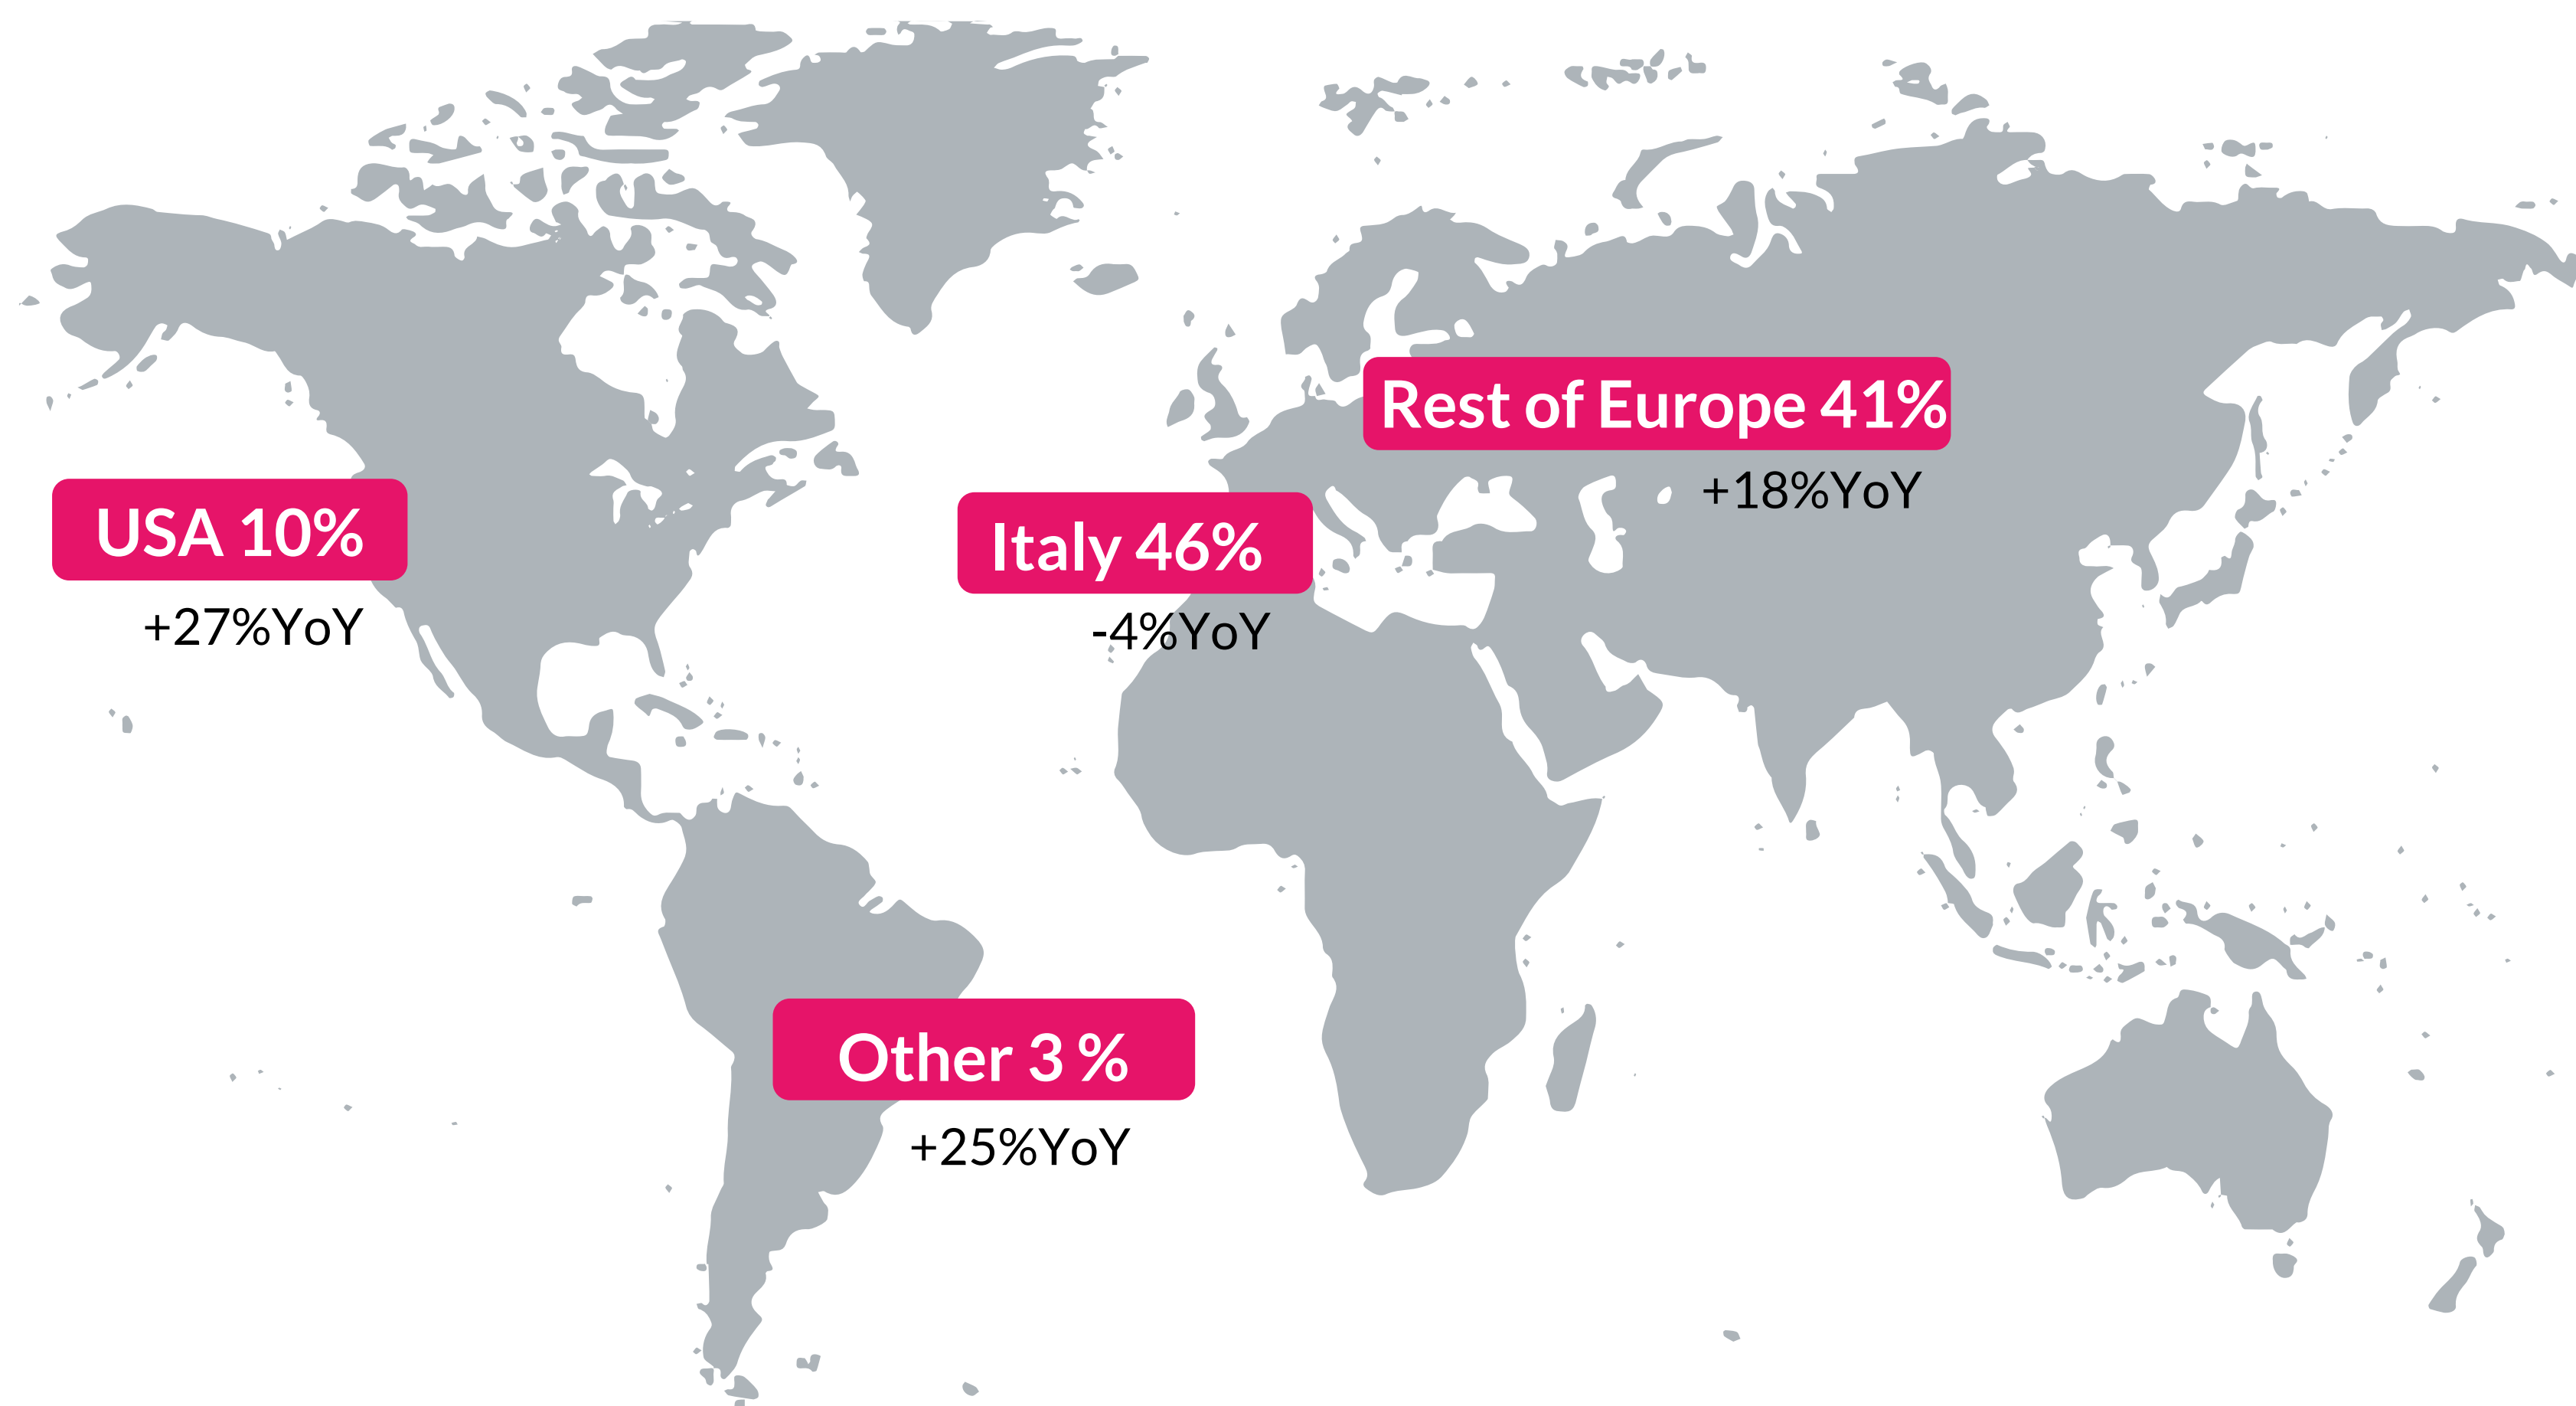 Rest of Europe 41%
+18%YoY
USA 10%
+27%YoY
Italy 46%
-4%YoY
Other 3 %
+25%YoY